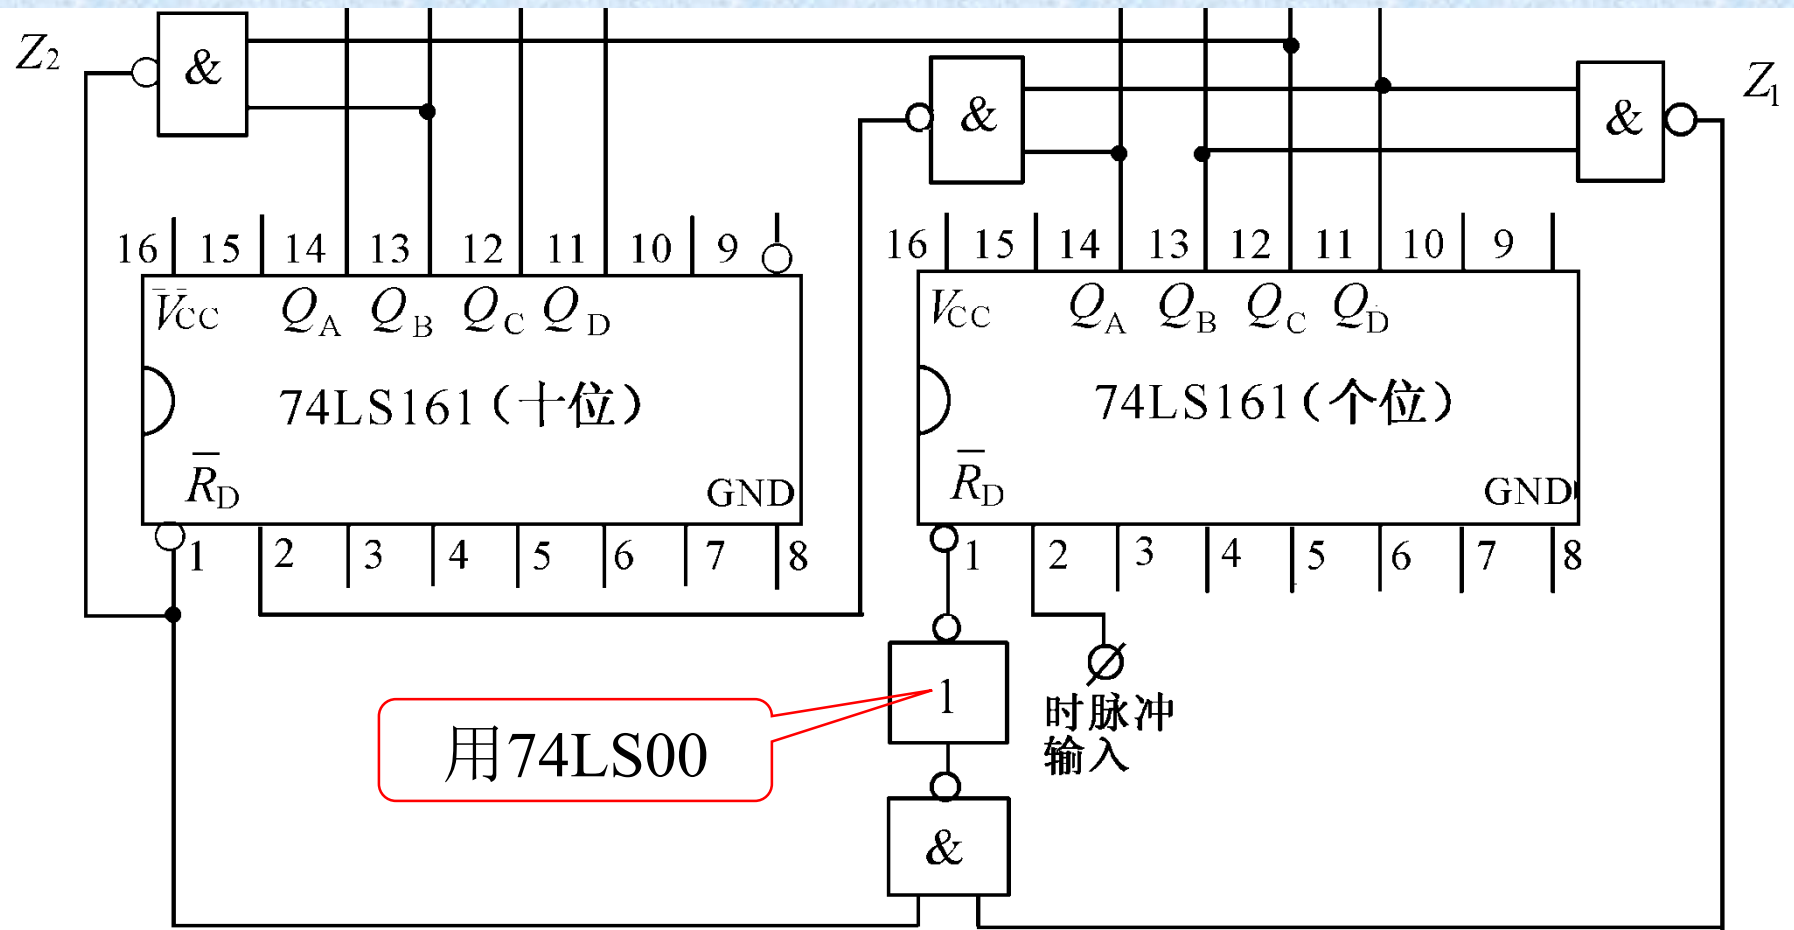 Z2 & & & Z1
16 15 14 13 12 11 10 9 16 15 14 13 12 11 10 9
V̅CC QA QB QC QD VCC QA QB QC QD
74LS161(十位) 74LS161(个位)
R̅D GND R̅D GND
1 2 3 4 5 6 7 8 1 2 3 4 5 6 7 8
1
用74LS00
时脉冲
输入
&